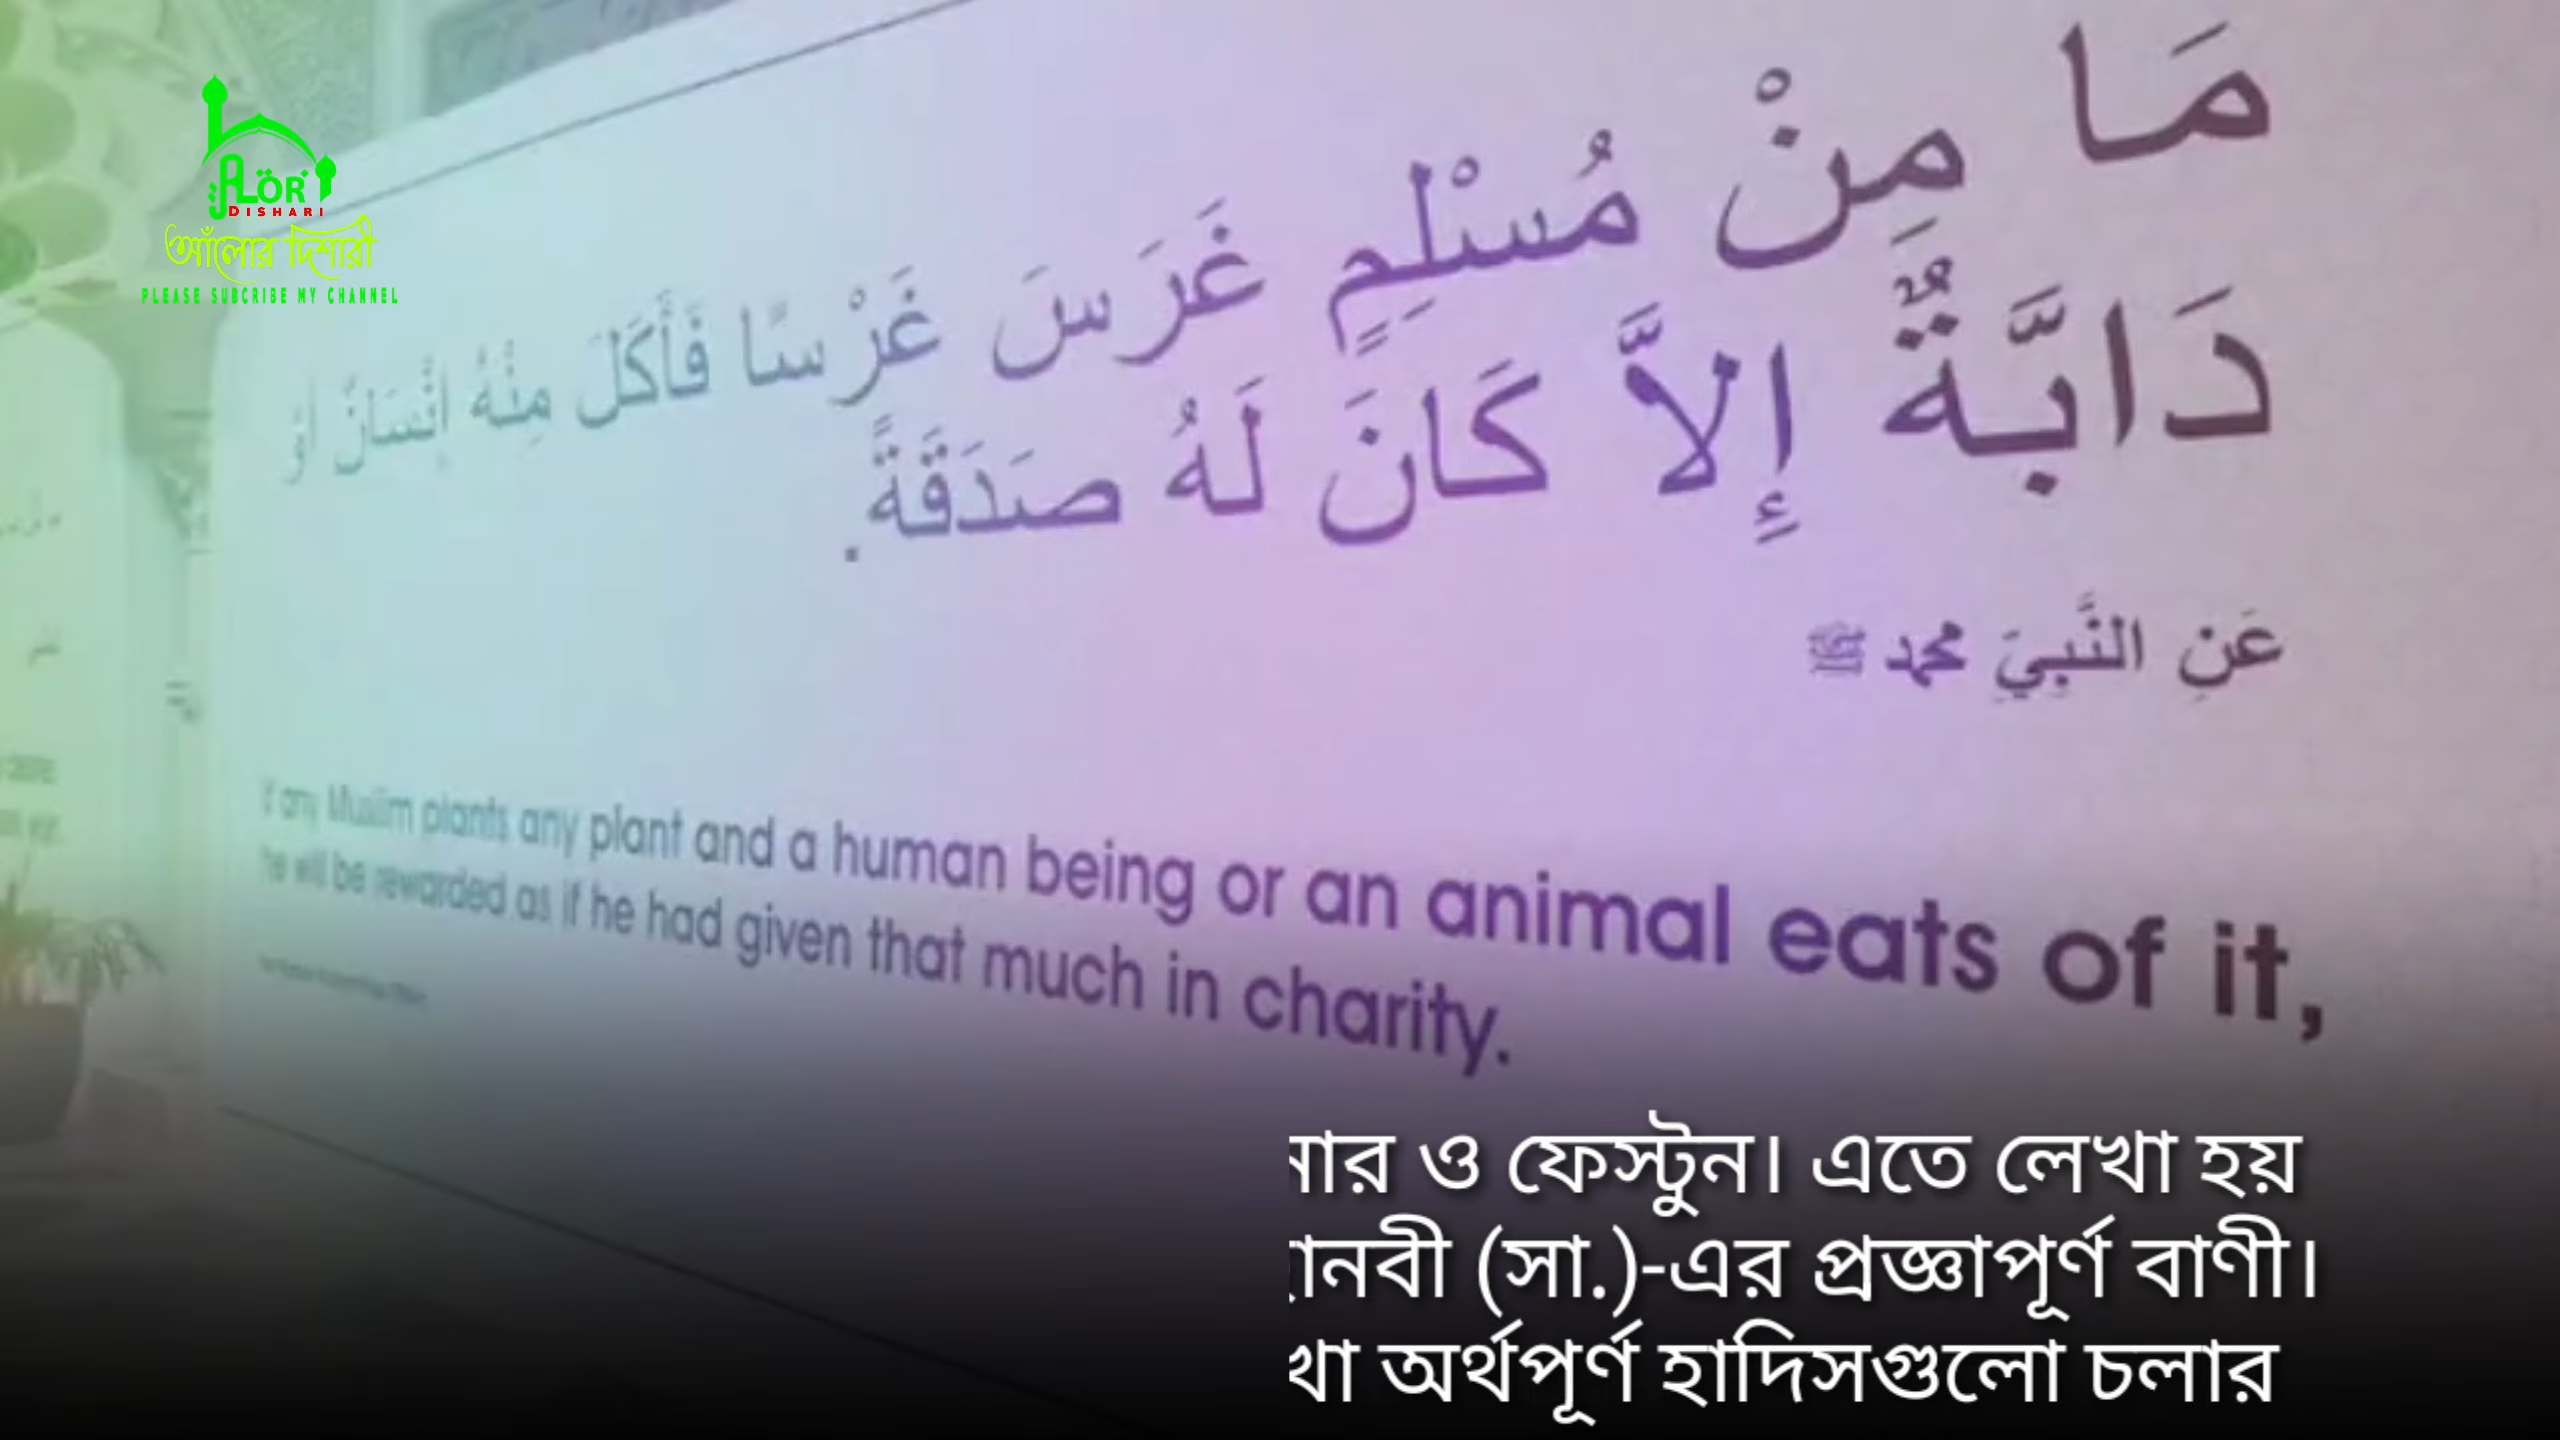 ALOR
DISHARI
আলোর দিশারী
PLEASE SUBCRIBE MY CHANNEL
مَا مِنْ مُسْلِمٍ غَرَسَ غَرْسًا فَأَكَلَ مِنْهُ إِنْسَانٌ أَوْ
دَابَّةٌ إِلاَّ كَانَ لَهُ صَدَقَةً.
عَنِ النَّبِيِّ محمد ﷺ
If any Muslim plants any plant and a human being or an animal eats of it,
he will be rewarded as if he had given that much in charity.
ও ফেস্টুন। এতে লেখা হয়
(সা.)-এর প্রজ্ঞাপূর্ণ বাণী।
অর্থপূর্ণ হাদিসগুলো চলার